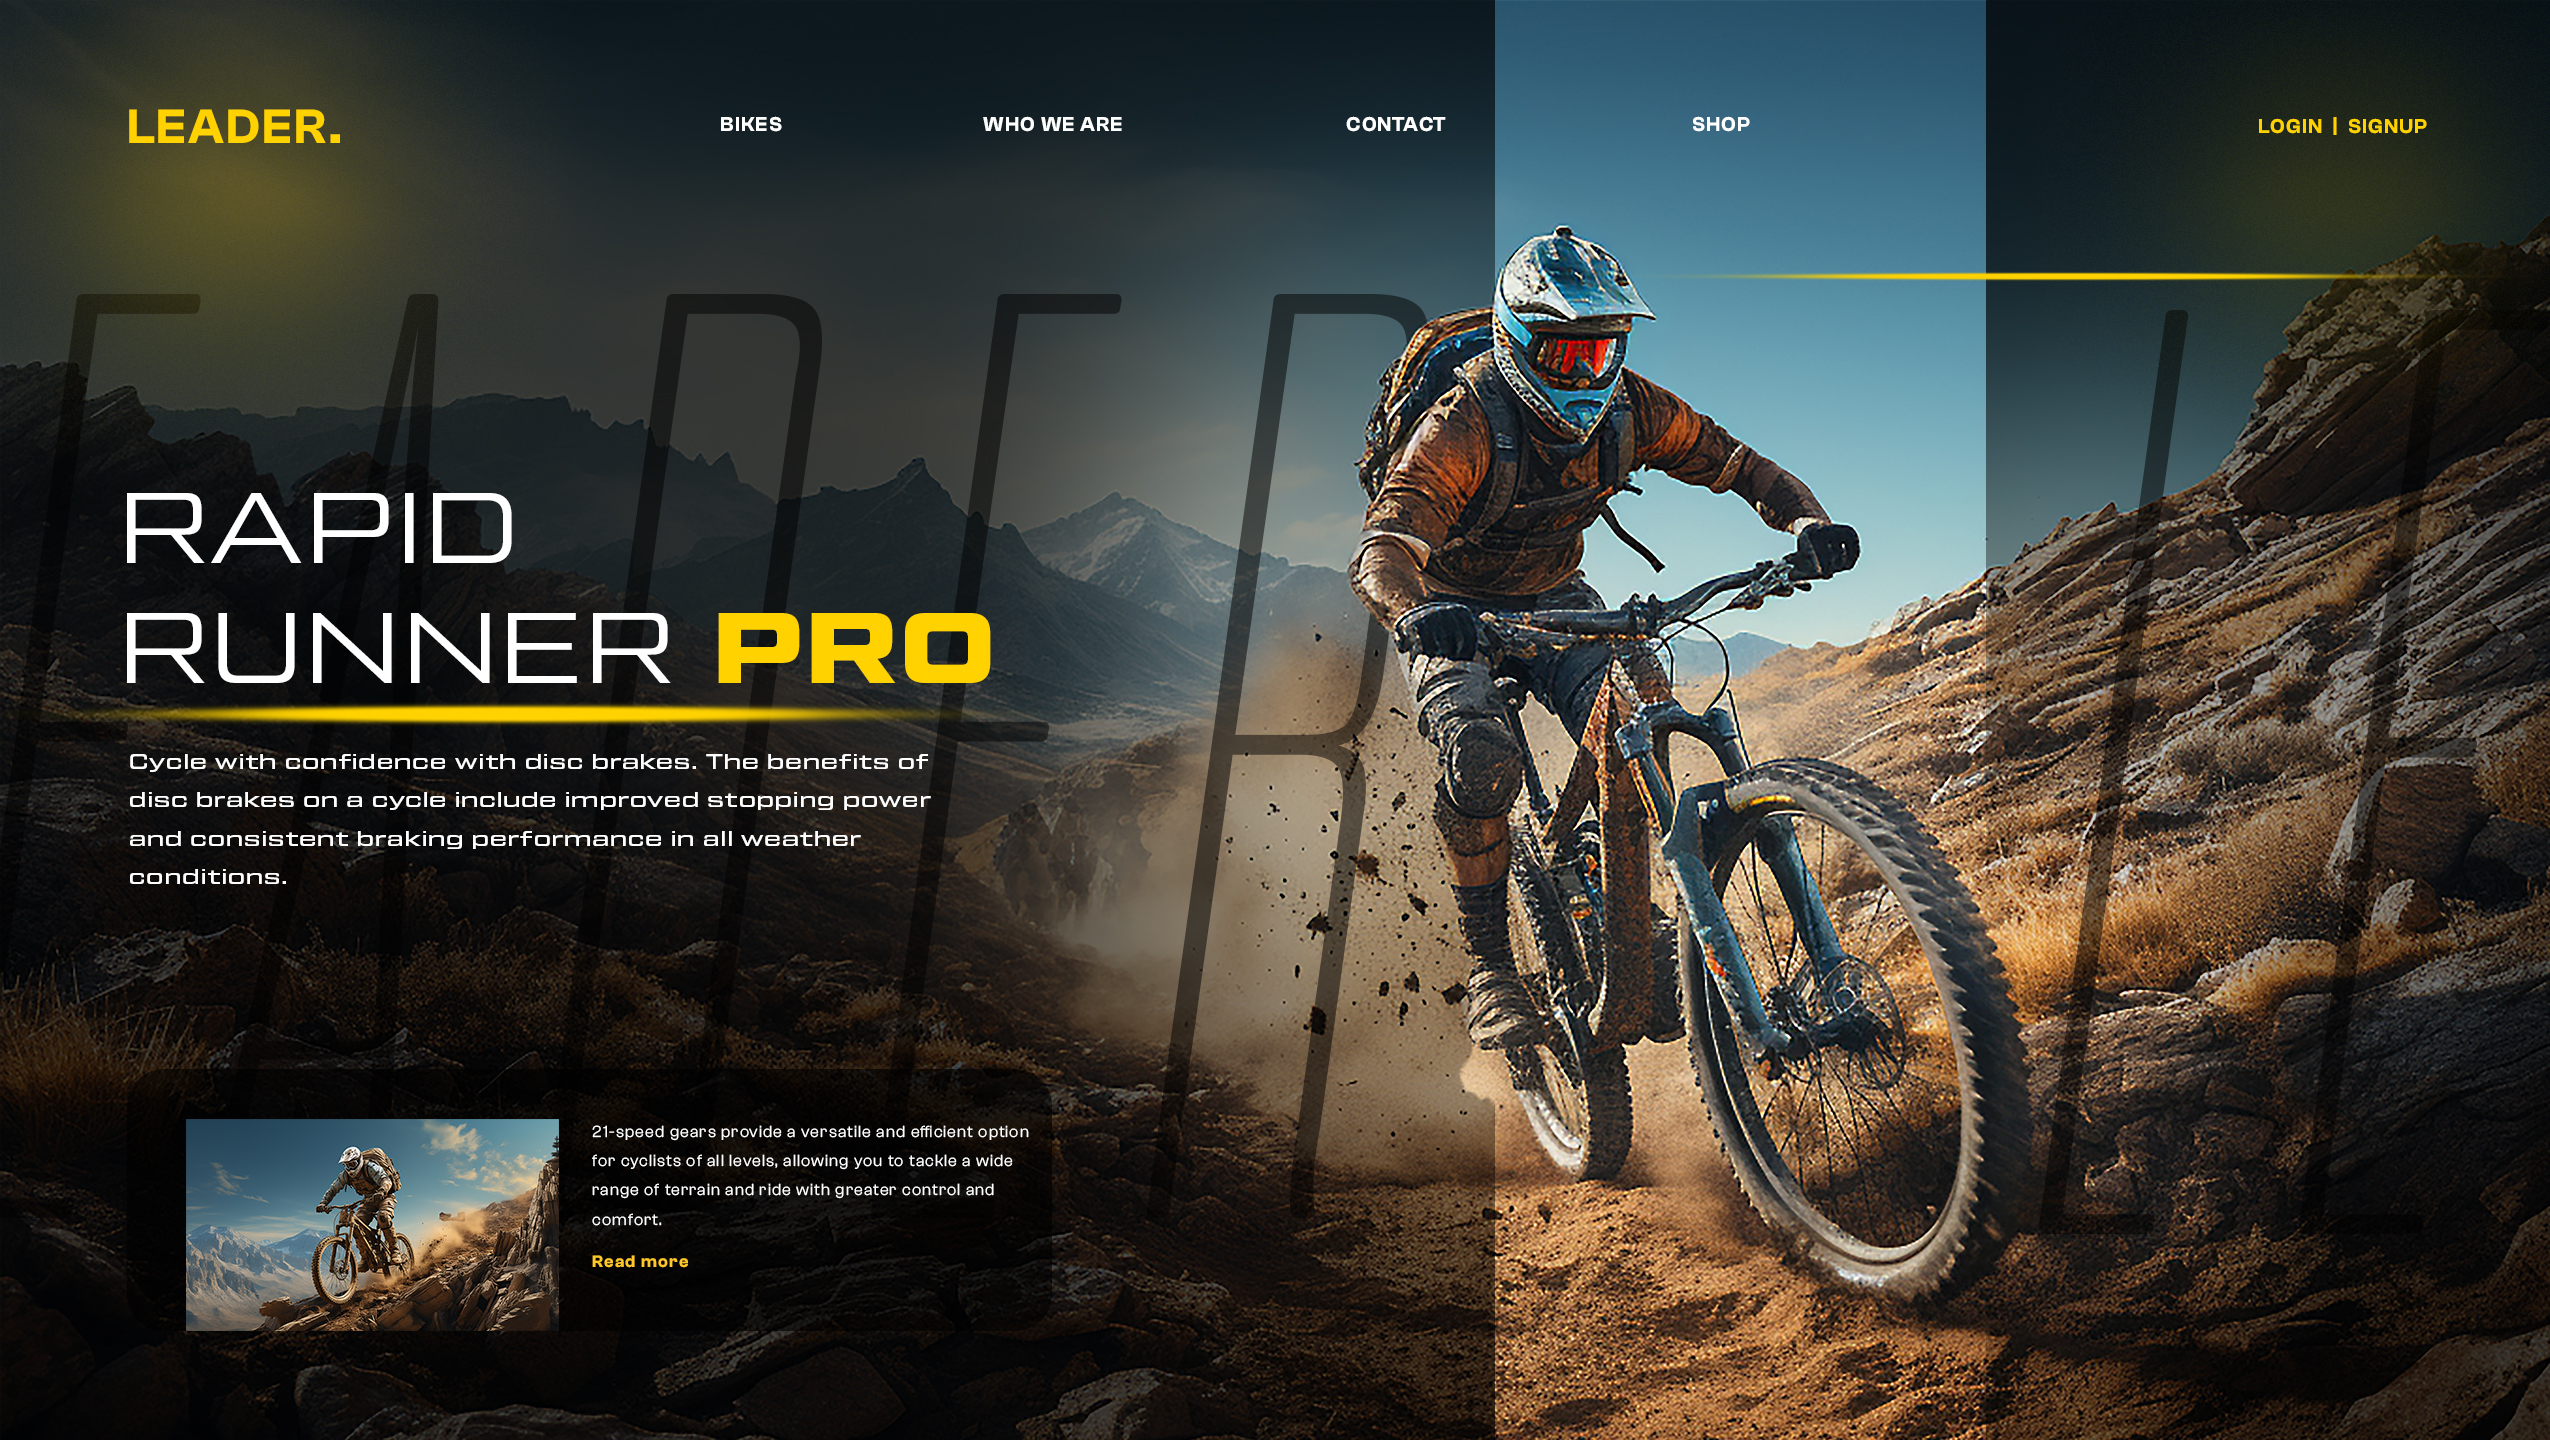 LEADER.
BIKES
WHO WE ARE
CONTACT
SHOP
LOGIN | SIGNUP
RAPID
RUNNER PRO
Cycle with confidence with disc brakes. The benefits of
disc brakes on a cycle include improved stopping power
and consistent braking performance in all weather
conditions.
21-speed gears provide a versatile and efficient option
for cyclists of all levels, allowing you to tackle a wide
range of terrain and ride with greater control and
comfort.
Read more